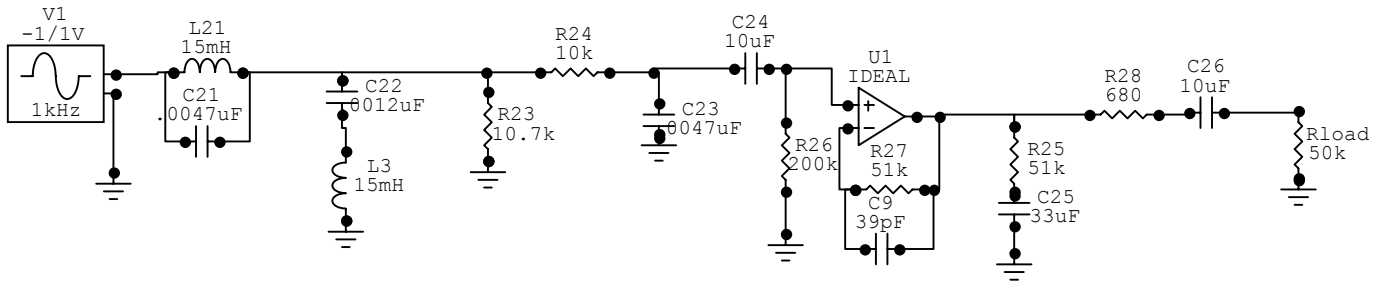 V1
-1/1V
1kHz
L21
15mH
C21
.0047uF
C22
0012uF
L3
15mH
R23
10.7k
R24
10k
C23
0047uF
C24
10uF
R26
200k
U1
IDEAL
R27
51k
C9
39pF
R25
51k
C25
33uF
R28
680
C26
10uF
Rload
50k